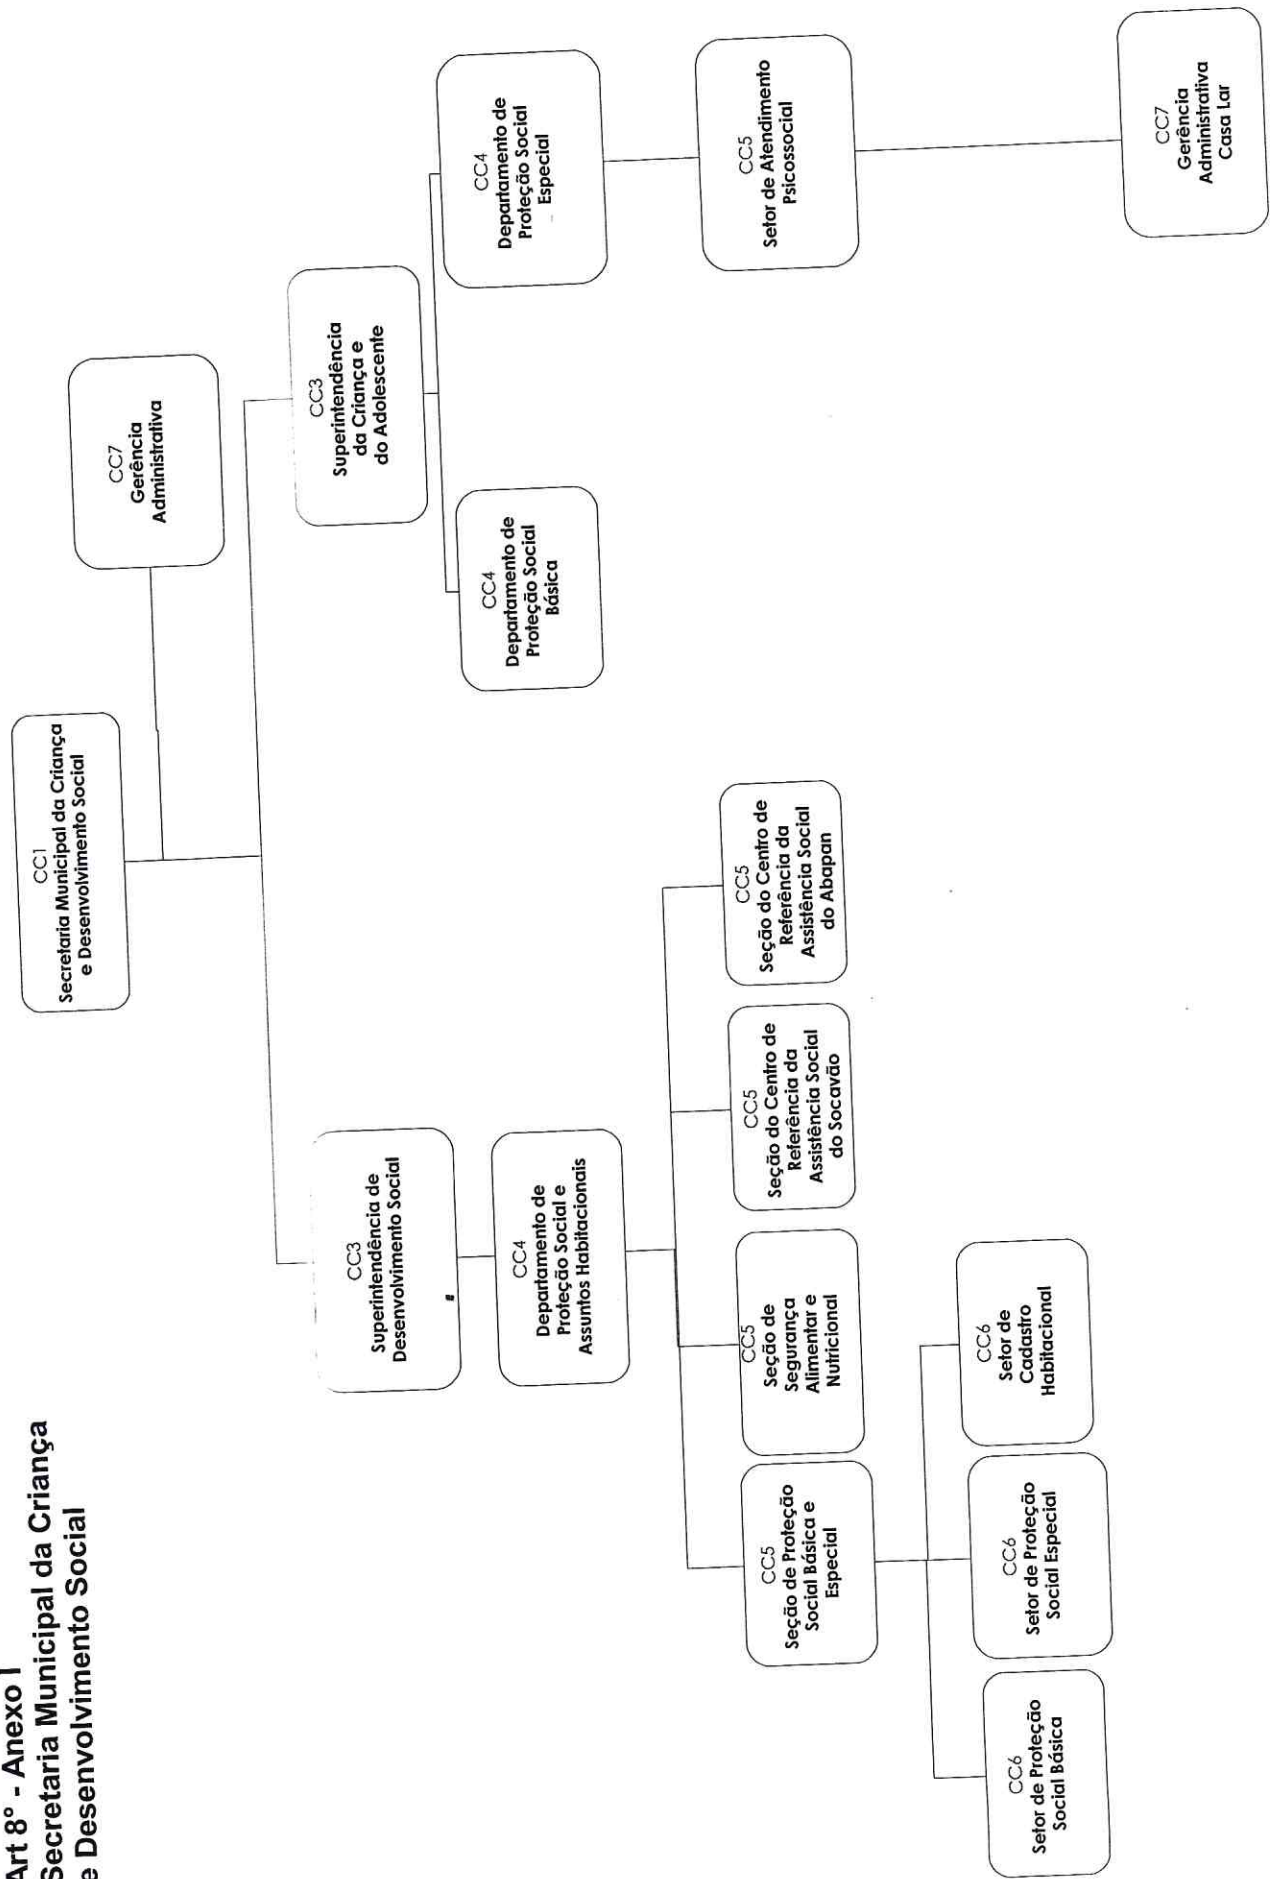 Art 8° - Anexo I
Secretaria Municipal da Criança
e Desenvolvimento Social
CC1
Secretaria Municipal da Criança
e Desenvolvimento Social
CC7
Gerência
Administrativa
CC3
Superintendência de
Desenvolvimento Social
CC3
Superintendência
da Criança e
do Adolescente
CC4
Departamento de
Proteção Social e
Assuntos Habitacionais
CC4
Departamento de
Proteção Social
Básica
CC4
Departamento de
Proteção Social
Especial
CC5
Seção de Proteção
Social Básica e
Especial
CC5
Seção de
Segurança
Alimentar e
Nutricional
CC5
Seção do Centro de
Referência da
Assistência Social
do Socavão
CC5
Seção do Centro de
Referência da
Assistência Social
do Abapan
CC5
Setor de Atendimento
Psicossocial
CC6
Setor de Proteção
Social Básica
CC6
Setor de Proteção
Social Especial
CC6
Setor de
Cadastro
Habitacional
CC7
Gerência
Administrativa
Casa Lar